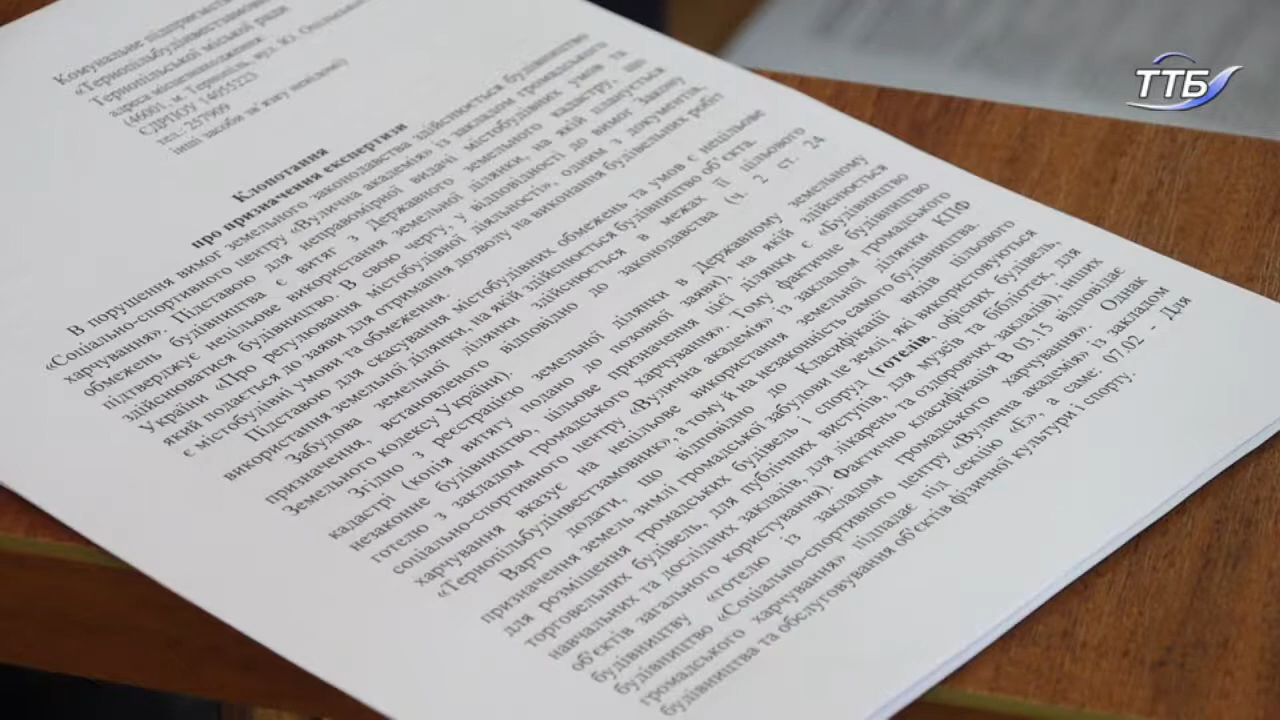 Комунальне підприємство
«Тернопільбудінвестзамовник»
Тернопільської міської ради
адреса місцезнаходження:
(46001, м. Тернопіль, вул. Ю.
ЄДРПОУ 14055223
тел.: 257909
інші засоби зв'язку невідомі)
Клопотання
про призначення експертизи
В порушення вимог земельного законодавства здійснюється будівництво
«Соціально-спортивного центру «Вулична академія» із закладом громадського
харчування». Підставою для неправомірної видачі містобудівних умов та
обмежень будівництва є витяг з Державного земельного кадастру, що
підтверджує нецільове використання земельної ділянки, на якій планується
здійснюватися будівництво. В свою чергу, у відповідності до вимог Закону
України «Про регулювання містобудівної діяльності», одним з документів,
який подається до заяви для отримання дозволу на виконання будівельних робіт
є містобудівні умови та обмеження.
Підставою для скасування містобудівних обмежень та умов є нецільове
використання земельної ділянки, на якій здійснюється будівництво об'єкта.
Забудова земельної ділянки здійснюється в межах її цільового
призначення, встановленого відповідно до законодавства (ч. 2 ст. 24
Земельного кодексу України).
Згідно з реєстрацією земельної ділянки в Державному земельному
кадастрі (копія витягу подано до позовної заяви), на якій здійснюється
незаконне будівництво, цільове призначення цієї ділянки є «Будівництво
готелю з закладом громадського харчування». Тому фактичне будівництво
соціально-спортивного центру «Вулична академія» із закладом громадського
харчування вказує на нецільове використання земельної ділянки КПФ
«Тернопільбудінвестзамовнию», а тому й на незаконність самого будівництва.
Варто додати, що відповідно до Класифікації видів цільового
призначення земель землі громадської забудови це землі, які використовуються
для розміщення громадських будівель і споруд (готелів, офісних будівель,
торговельних будівель, для публічних виступів, для музеїв та бібліотек, для
навчальних та дослідних закладів, для лікарень та оздоровчих закладів), інших
об'єктів загального користування). Фактично класифікація В 03.15 відповідає
будівництву «готелю із закладом громадського харчування». Однак
будівництво «Соціально-спортивного центру «Вулична академія» із закладом
громадського харчування» підпадає під секцію «Е», а саме: 07.02 - Для
будівництва та обслуговування об'єктів фізичної культури і спорту.
ТТБ